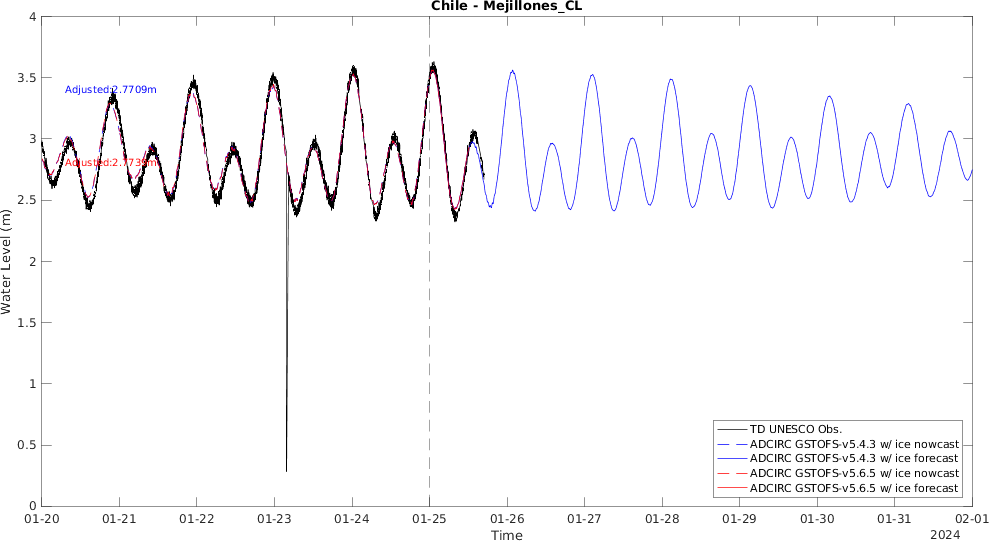 Chile - Mejillones_CL
4
3.5
3
2.5
2
1.5
1
0.5
0
Water Level (m)
Adjusted:2.7709m
TD UNESCO Obs.
ADCIRC GSTOFS-v5.4.3 w/ ice nowcast
ADCIRC GSTOFS-v5.4.3 w/ ice forecast
ADCIRC GSTOFS-v5.6.5 w/ ice nowcast
ADCIRC GSTOFS-v5.6.5 w/ ice forecast
01-20 01-21 01-22 01-23 01-24 01-25 01-26 01-27 01-28 01-29 01-30 01-31 02-01
Time
2024